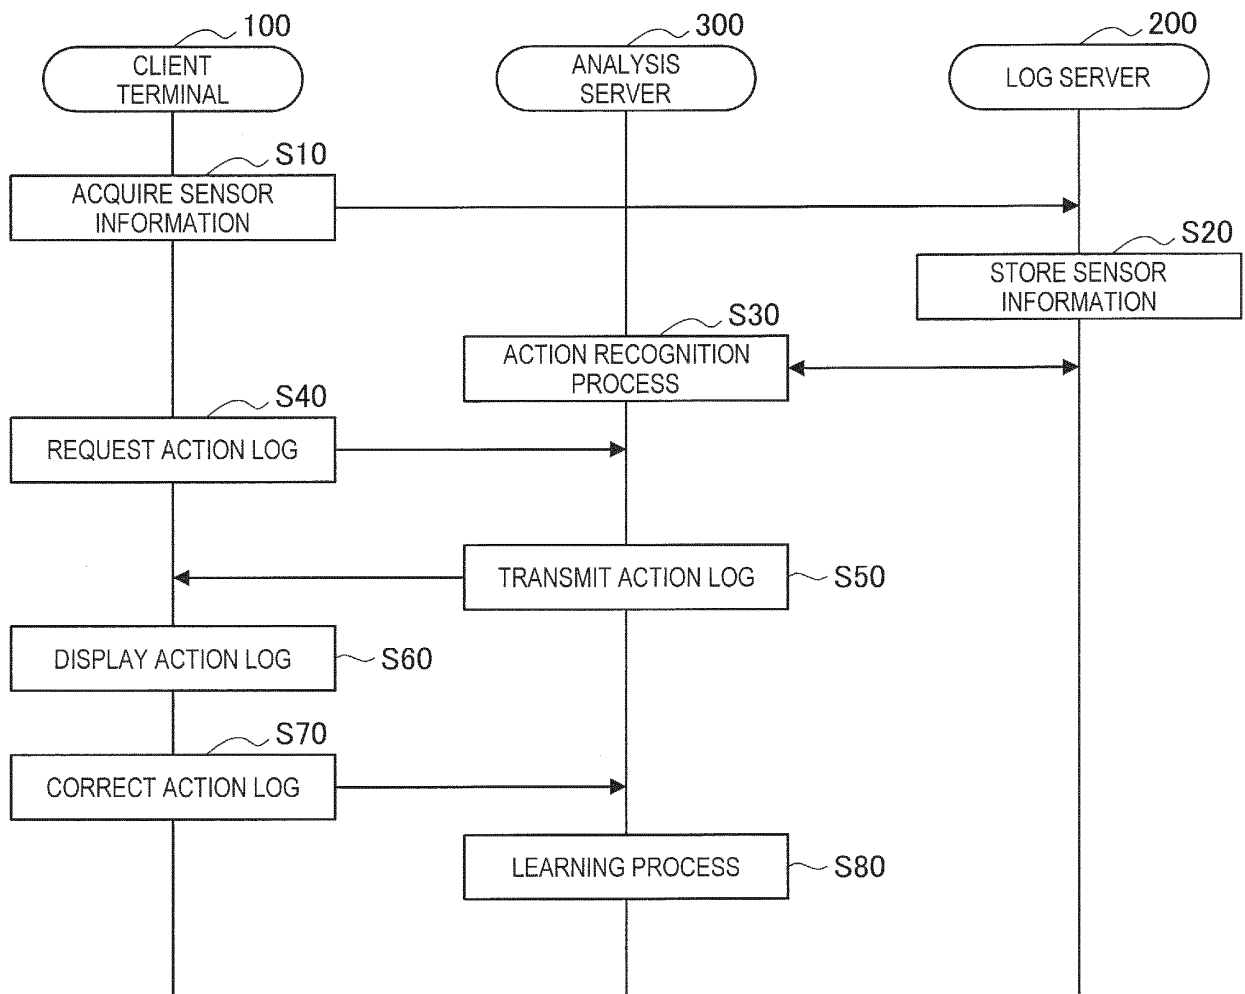 100
300
200
CLIENT
TERMINAL
ANALYSIS
SERVER
LOG SERVER
S10
ACQUIRE SENSOR
INFORMATION
S20
STORE SENSOR
INFORMATION
S30
ACTION RECOGNITION
PROCESS
S40
REQUEST ACTION LOG
TRANSMIT ACTION LOG
S50
DISPLAY ACTION LOG
S60
S70
CORRECT ACTION LOG
LEARNING PROCESS
S80